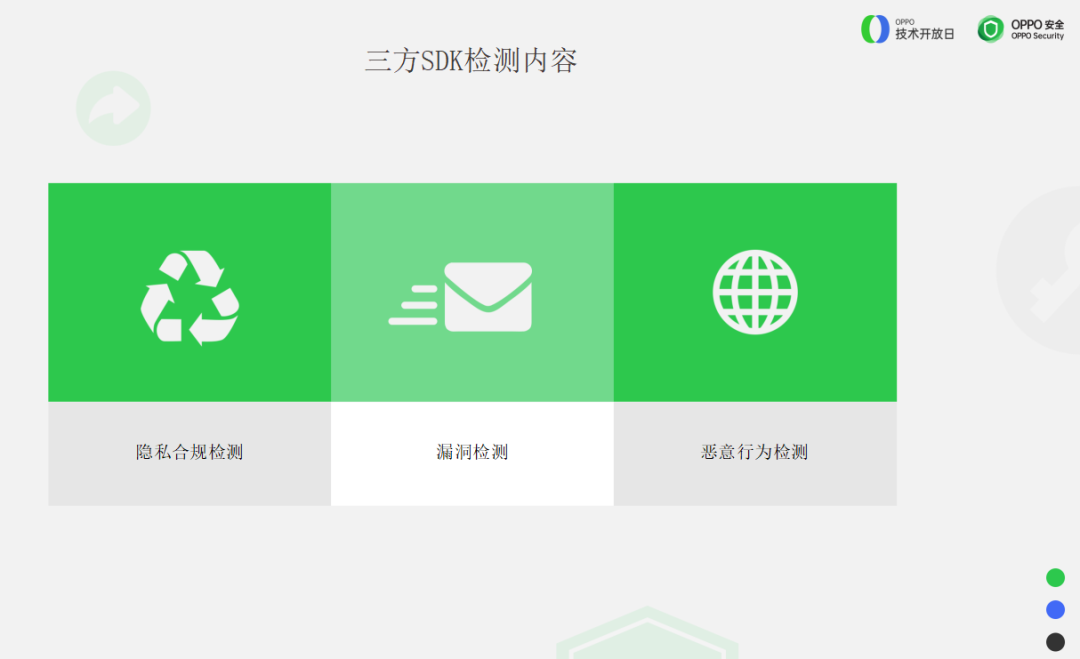 OPPO
技术开放日
OPPO 安全
OPPO Security
三方SDK检测内容
隐私合规检测
漏洞检测
恶意行为检测